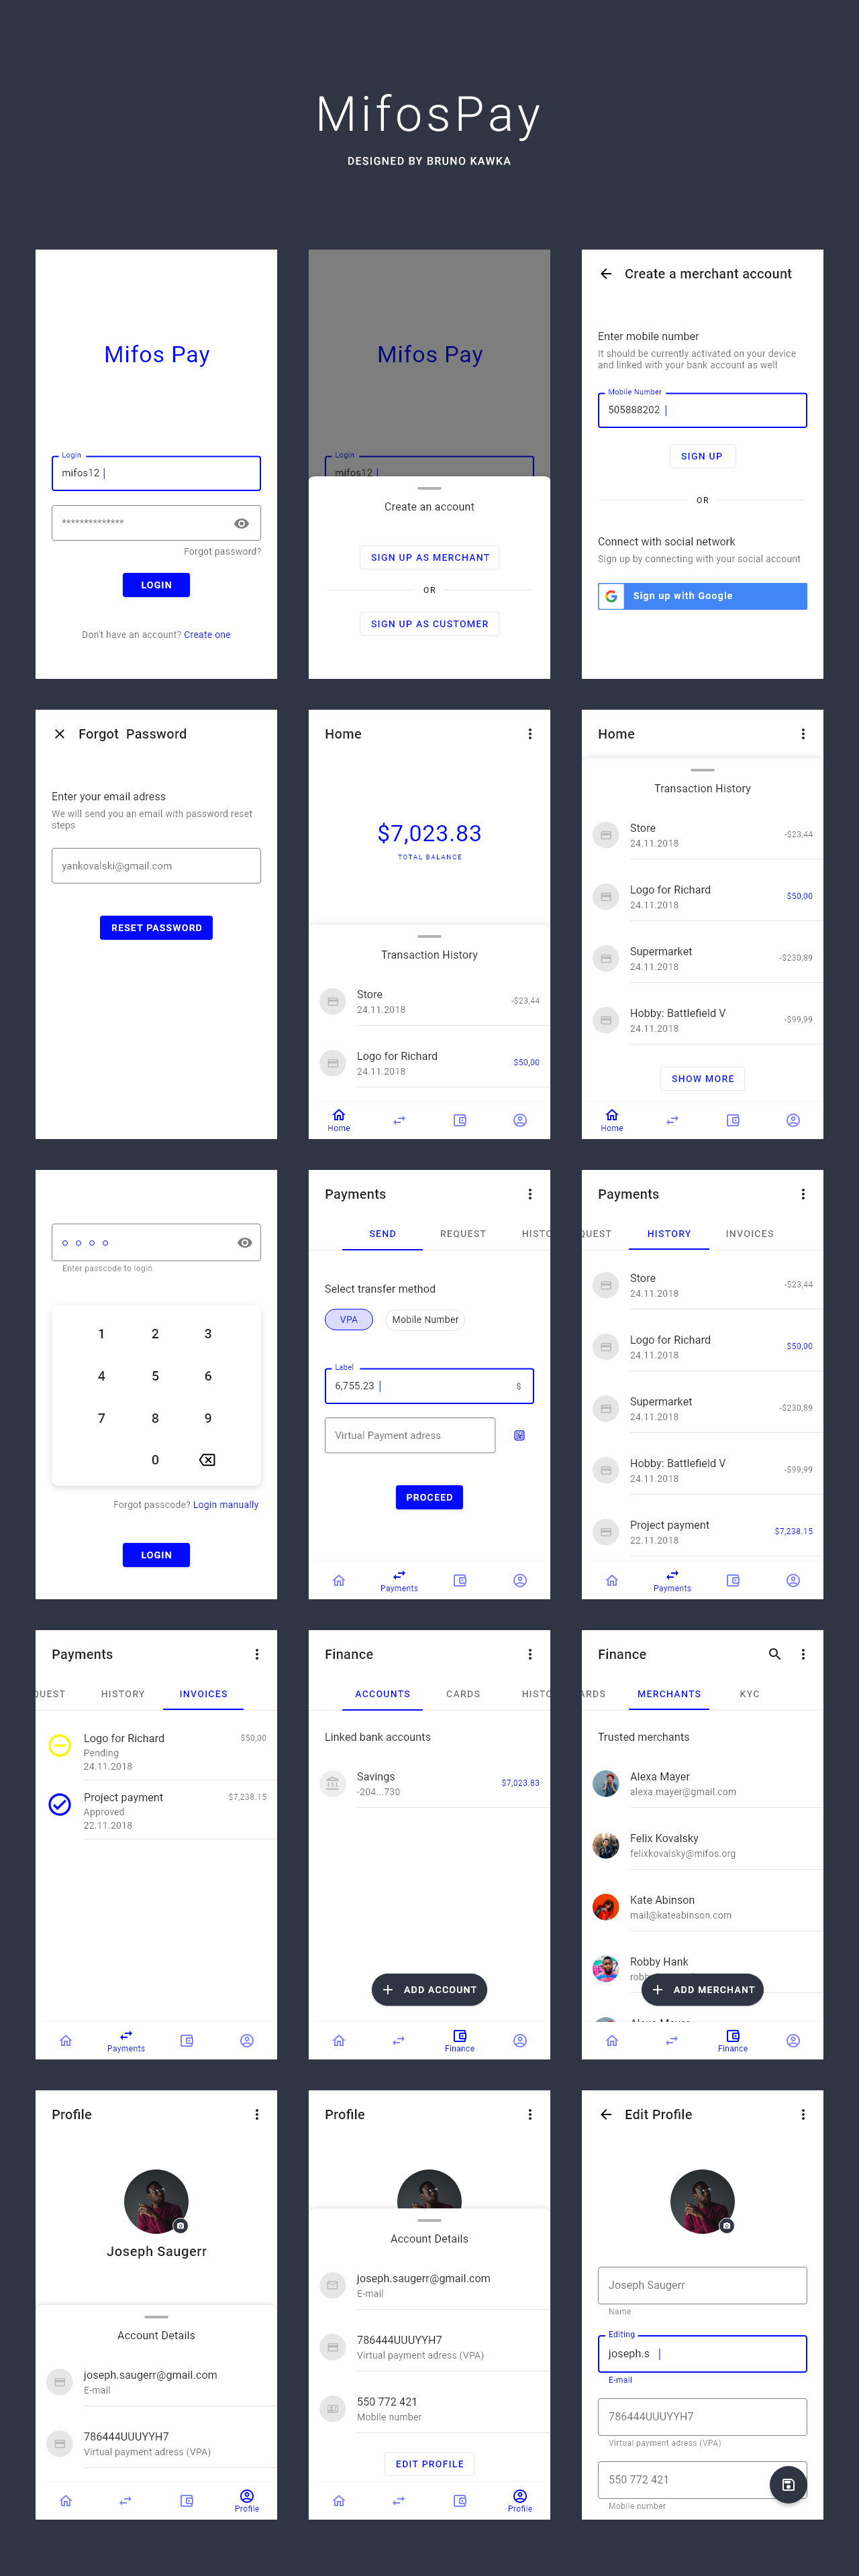 MifosPay
DESIGNED BY BRUNO KAWKA
Mifos Pay
Login
mifos12
**************
Forgot password?
LOGIN
Don't have an account? Create one
Mifos Pay
Login
mifos12
Create an account
SIGN UP AS MERCHANT
OR
SIGN UP AS CUSTOMER
Create a merchant account
Enter mobile number
It should be currently activated on your device
and linked with your bank account as well
Mobile Number
505888202
SIGN UP
OR
Connect with social network
Sign up by connecting with your social account
Sign up with Google
Forgot Password
Enter your email adress
We will send you an email with password reset
steps
yankovalski@gmail.com
RESET PASSWORD
Home
$7,023.83
TOTAL BALANCE
Transaction History
Store
-$23,44
24.11.2018
Logo for Richard
$50,00
24.11.2018
Home
Home
Transaction History
Store
-$23,44
24.11.2018
Logo for Richard
$50,00
24.11.2018
Supermarket
-$230,89
24.11.2018
Hobby: Battlefield V
-$99,99
24.11.2018
SHOW MORE
Home
Enter passcode to login
1 2 3
4 5 6
7 8 9
0
Forgot passcode? Login manually
LOGIN
Payments
SEND REQUEST HISTO
Select transfer method
VPA Mobile Number
Label
6,755.23 $
Virtual Payment adress
PROCEED
Payments
Payments
QUEST HISTORY INVOICES
Store
-$23,44
24.11.2018
Logo for Richard
$50,00
24.11.2018
Supermarket
-$230,89
24.11.2018
Hobby: Battlefield V
-$99,99
24.11.2018
Project payment
$7,238.15
22.11.2018
Payments
Payments
QUEST HISTORY INVOICES
Logo for Richard $50,00
Pending
24.11.2018
Project payment $7,238.15
Approved
22.11.2018
Payments
Finance
ACCOUNTS CARDS HISTO
Linked bank accounts
Savings
$7,023.83
-204...730
ADD ACCOUNT
Finance
Finance
ARDS MERCHANTS KYC
Trusted merchants
Alexa Mayer
alexa.mayer@gmail.com
Felix Kovalsky
felixkovalsky@mifos.org
Kate Abinson
mail@kateabinson.com
Robby Hank
ADD MERCHANT
Finance
Profile
Joseph Saugerr
Account Details
joseph.saugerr@gmail.com
E-mail
786444UUUYYH7
Virtual payment adress (VPA)
Profile
Profile
Account Details
joseph.saugerr@gmail.com
E-mail
786444UUUYYH7
Virtual payment adress (VPA)
550 772 421
Mobile number
EDIT PROFILE
Profile
Edit Profile
Joseph Saugerr
Name
Editing
joseph.s
E-mail
786444UUUYYH7
Virtual payment adress (VPA)
550 772 421
Mobile number